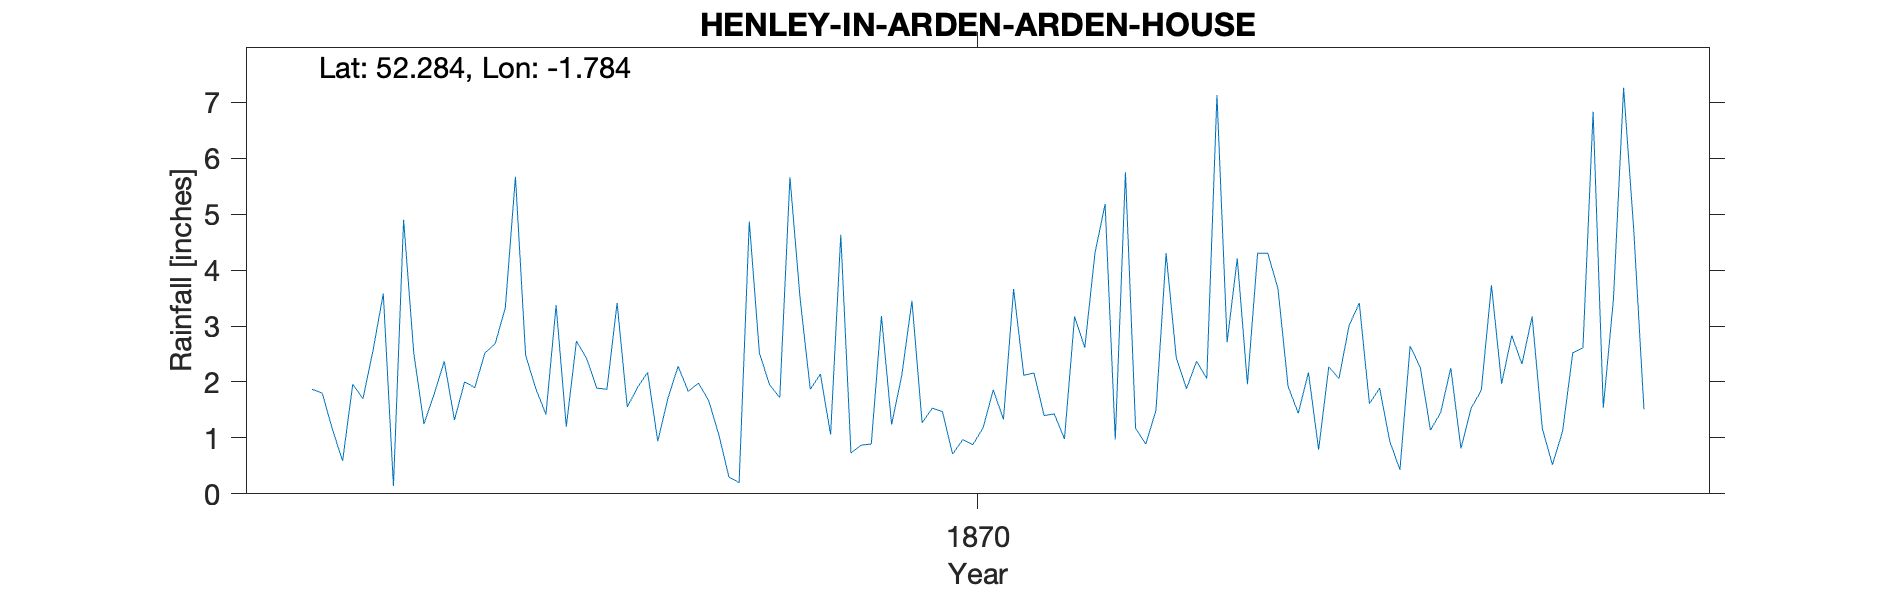 HENLEY-IN-ARDEN-ARDEN-HOUSE
Lat: 52.284, Lon: -1.784
7
6
5
4
3
2
1
0
Rainfall [inches]
1870
Year